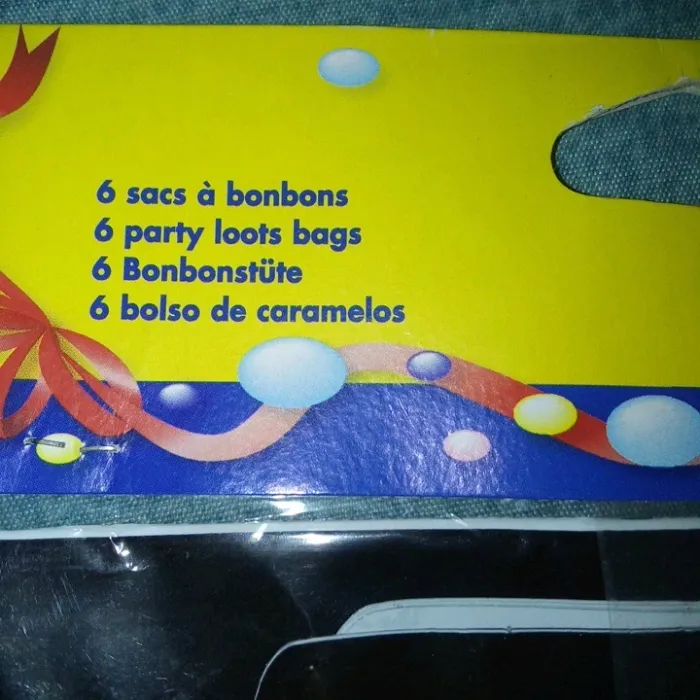 6 sacs à bonbons
6 party loots bags
6 Bonbonstüte
6 bolso de caramelos